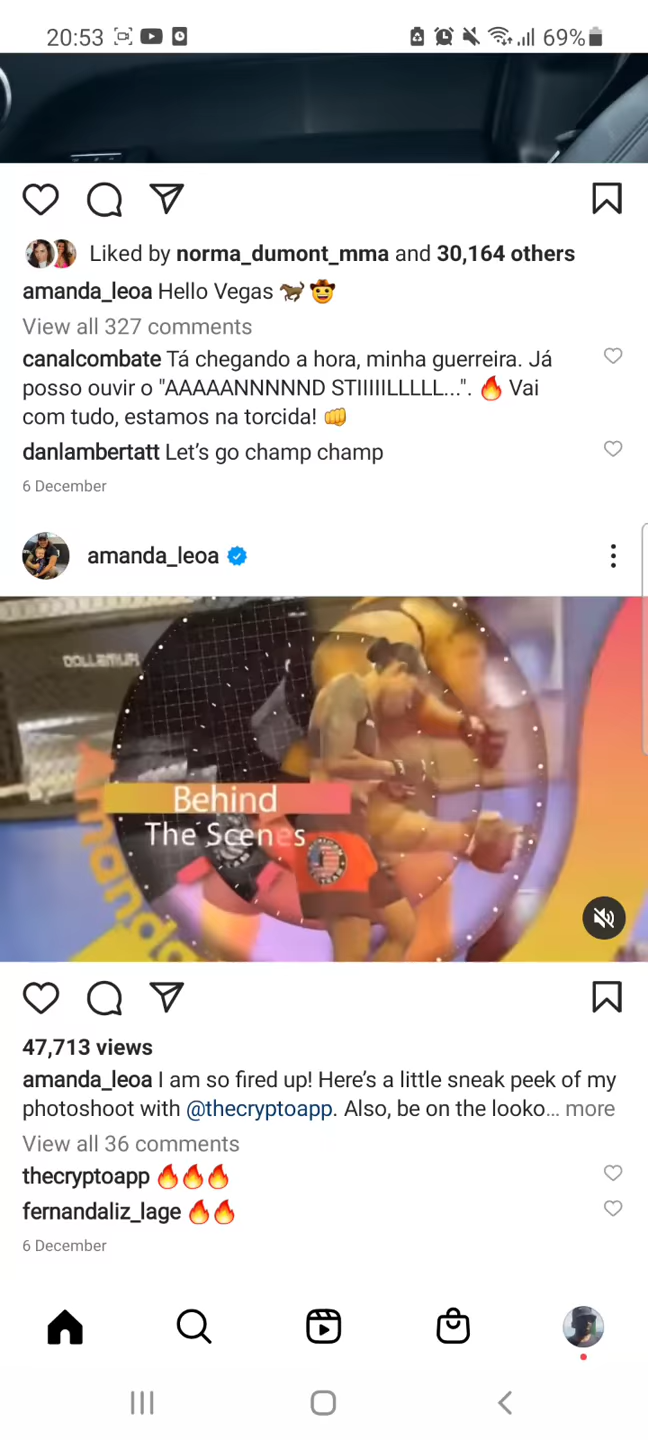 20:53
69%
Liked by norma_dumont_mma and 30,164 others
amanda_leoa Hello Vegas 🐎🤠
View all 327 comments
canalcombate Tá chegando a hora, minha guerreira. Já
posso ouvir o "AAAAANNNNND STIIIIILLLLL...". 🔥 Vai
com tudo, estamos na torcida! 👊
danlambertatt Let's go champ champ
6 December
amanda_leoa
DOLLAMUR
Behind
The Scenes
Amanda
47,713 views
amanda_leoa I am so fired up! Here's a little sneak peek of my
photoshoot with @thecryptoapp. Also, be on the looko... more
View all 36 comments
thecryptoapp 🔥🔥🔥
fernandaliz_lage 🔥🔥
6 December